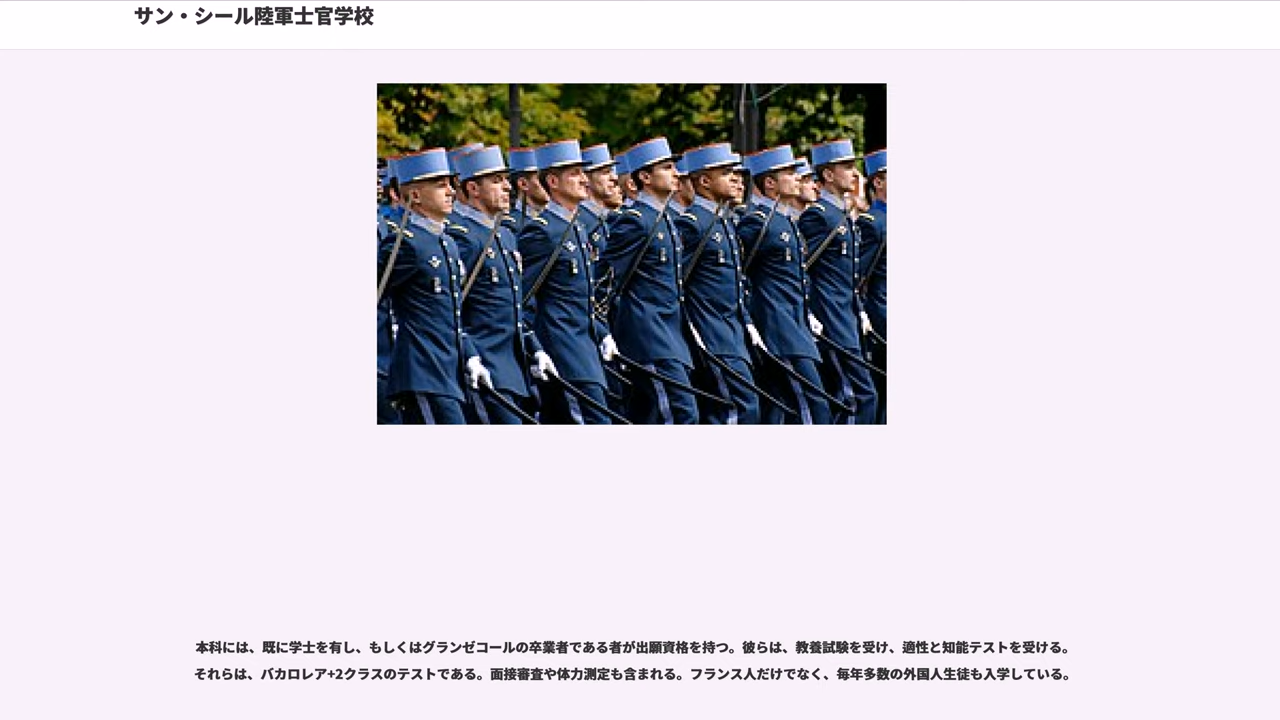 サン・シール陸軍士官学校
本科には、既に学士を有し、もしくはグランゼコールの卒業者である者が出願資格を持つ。彼らは、教養試験を受け、適性と知能テストを受ける。
それらは、バカロレア+2クラスのテストである。面接審査や体力測定も含まれる。フランス人だけでなく、毎年多数の外国人生徒も入学している。